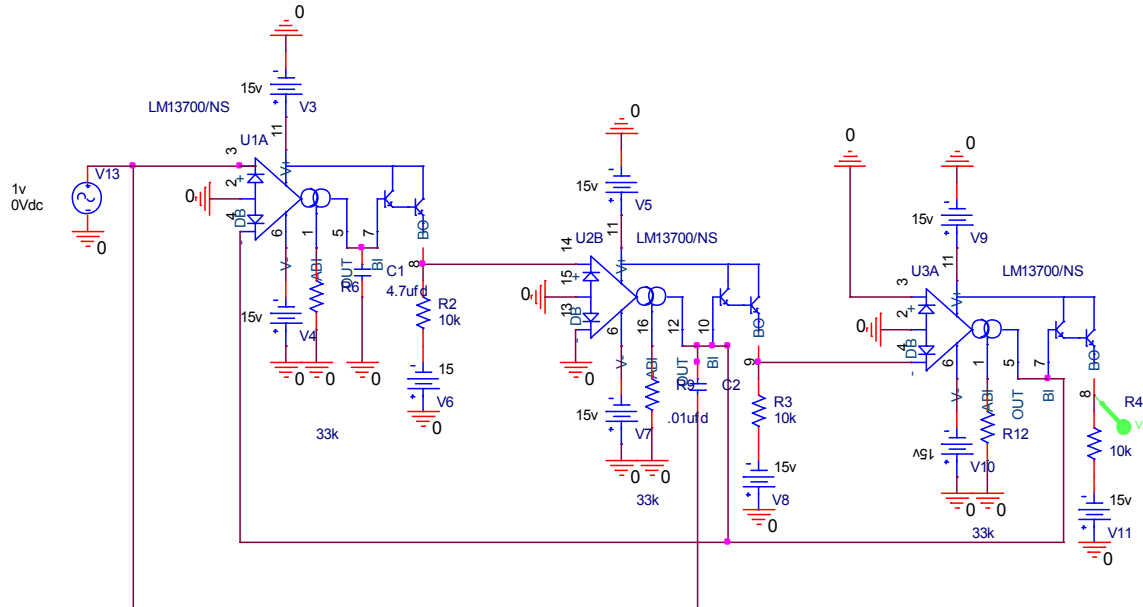 0
15v
V3
LM13700/NS
U1A
11
3
V+
2
+
0
4
DB
-
6
V-
1
ABI
5
OUT
7
BI
BO
8
V13
1v
0Vdc
0
15v
V4
R6
C1
4.7ufd
R2
10k
15
V6
0
0
0
0
33k
0
15v
V5
11
LM13700/NS
U2B
14
V+
15
+
0
13
DB
-
6
V-
16
ABI
12
OUT
10
BI
BO
9
0
15v
V7
R9
C2
.01ufd
R3
10k
15v
V8
0
0
0
33k
0
0
15v
V9
11
LM13700/NS
U3A
3
V+
2
+
0
4
DB
-
6
V-
1
ABI
5
OUT
7
BI
BO
8
R4
V
10k
R12
15v
V10
15v
V11
0
0
0
33k